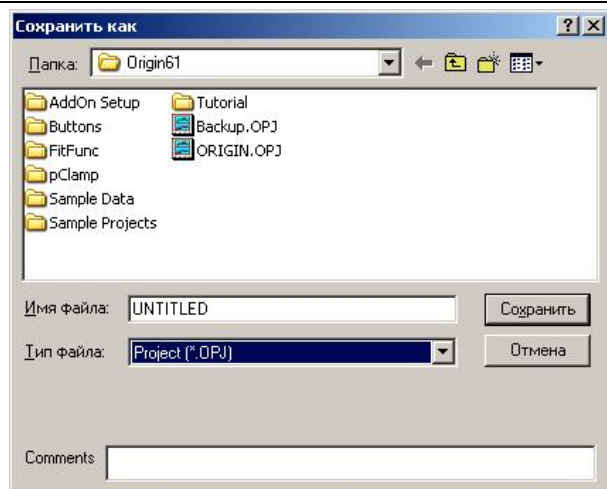 Сохранить как
Папка: Origin61
AddOn Setup
Buttons
FitFunc
pClamp
Sample Data
Sample Projects
Tutorial
Backup.OPJ
ORIGIN.OPJ
Имя файла: UNTITLED Сохранить
Тип файла: Project (*.OPJ) Отмена
Comments